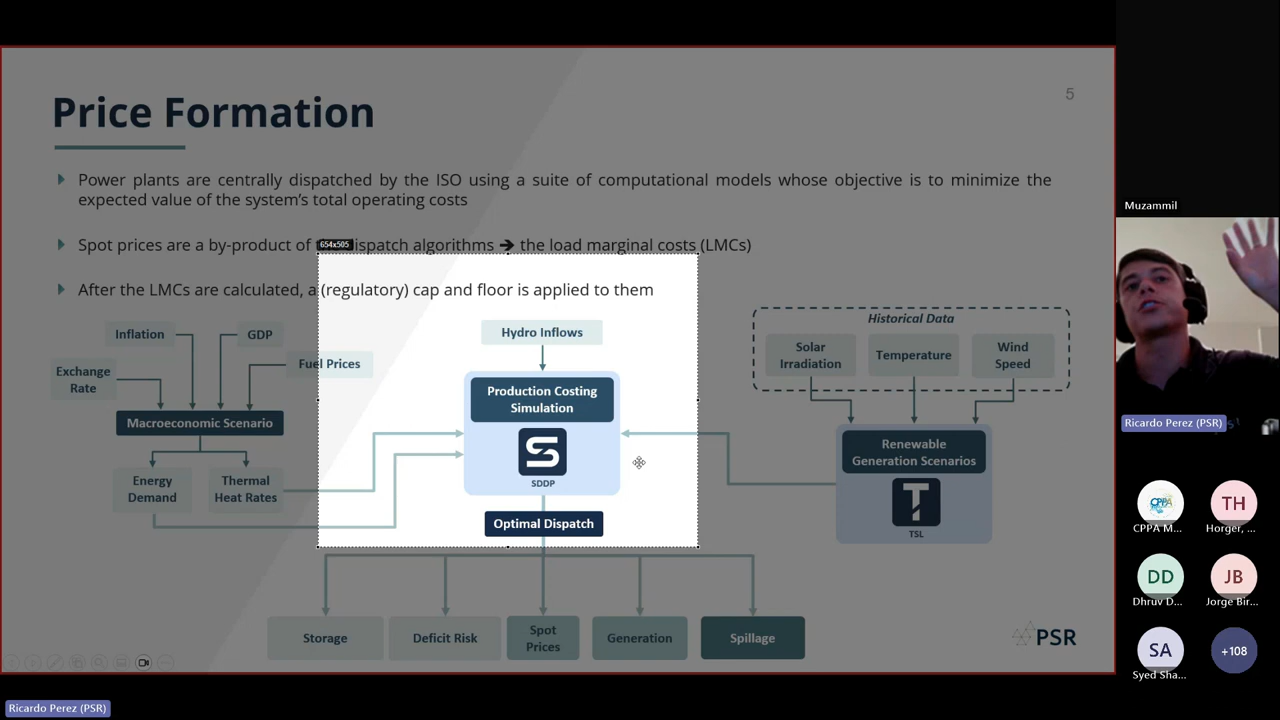 Price Formation
5
Power plants are centrally dispatched by the ISO using a suite of computational models whose objective is to minimize the
expected value of the system's total operating costs
Spot prices are a by-product of dispatch algorithms ➔ the load marginal costs (LMCs)
654x505
After the LMCs are calculated, a (regulatory) cap and floor is applied to them
Inflation
GDP
Exchange
Rate
Fuel Prices
Macroeconomic Scenario
Energy
Demand
Thermal
Heat Rates
Hydro Inflows
Production Costing
Simulation
SDDP
Optimal Dispatch
Historical Data
Solar
Irradiation
Temperature
Wind
Speed
Renewable
Generation Scenarios
TSL
Storage
Deficit Risk
Spot
Prices
Generation
Spillage
PSR
Ricardo Perez (PSR)
Muzammil
Ricardo Perez (PSR)
CPPA
CPPA M...
TH
Horger, ...
DD
Dhruv D...
JB
Jorge Bir...
SA
Syed Sha...
+108